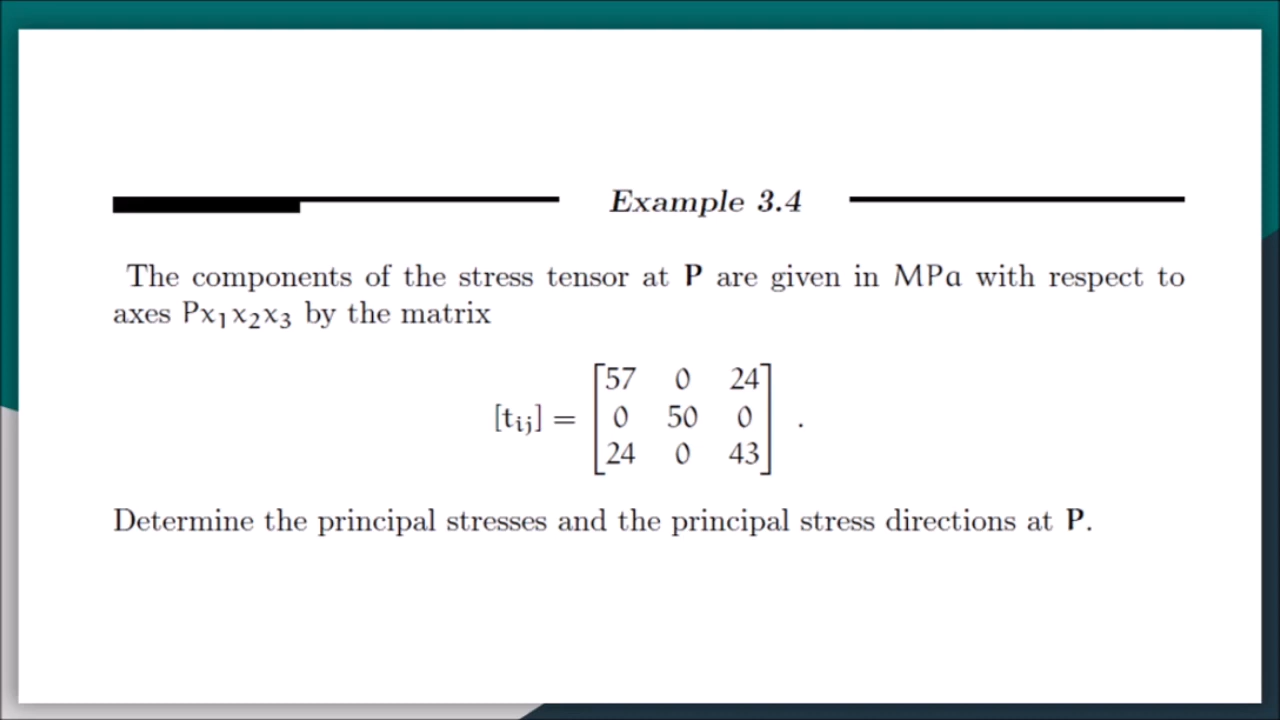 Example 3.4
The components of the stress tensor at P are given in MPa with respect to
axes Px₁x₂x₃ by the matrix
57 0 24
[tᵢⱼ] = 0 50 0 .
24 0 43
Determine the principal stresses and the principal stress directions at P.